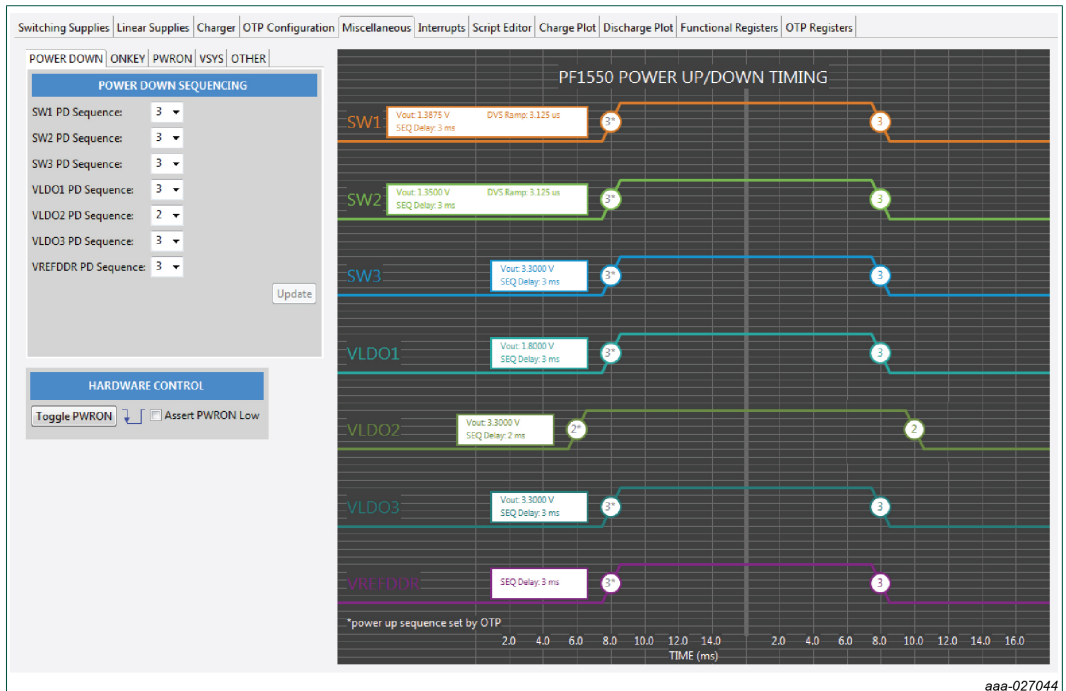 Switching Supplies Linear Supplies Charger OTP Configuration Miscellaneous Interrupts Script Editor Charge Plot Discharge Plot Functional Registers OTP Registers
POWER DOWN ONKEY PWRON VSYS OTHER
POWER DOWN SEQUENCING
SW1 PD Sequence: 3
SW2 PD Sequence: 3
SW3 PD Sequence: 3
VLDO1 PD Sequence: 3
VLDO2 PD Sequence: 2
VLDO3 PD Sequence: 3
VREFDDR PD Sequence: 3
Update
HARDWARE CONTROL
Toggle PWRON Assert PWRON Low
PF1550 POWER UP/DOWN TIMING
SW1 Vout: 1.3875 V DVS Ramp: 3.125 us 3* 3
SEQ Delay: 3 ms
SW2 Vout: 1.3500 V DVS Ramp: 3.125 us 3* 3
SEQ Delay: 3 ms
SW3 Vout: 3.3000 V 3* 3
SEQ Delay: 3 ms
VLDO1 Vout: 1.8000 V 3* 3
SEQ Delay: 3 ms
VLDO2 Vout: 3.3000 V 2* 2
SEQ Delay: 2 ms
VLDO3 Vout: 3.3000 V 3* 3
SEQ Delay: 3 ms
VREFDDR SEQ Delay: 3 ms 3* 3
*power up sequence set by OTP
2.0 4.0 6.0 8.0 10.0 12.0 14.0 2.0 4.0 6.0 8.0 10.0 12.0 14.0 16.0
TIME (ms)
aaa-027044